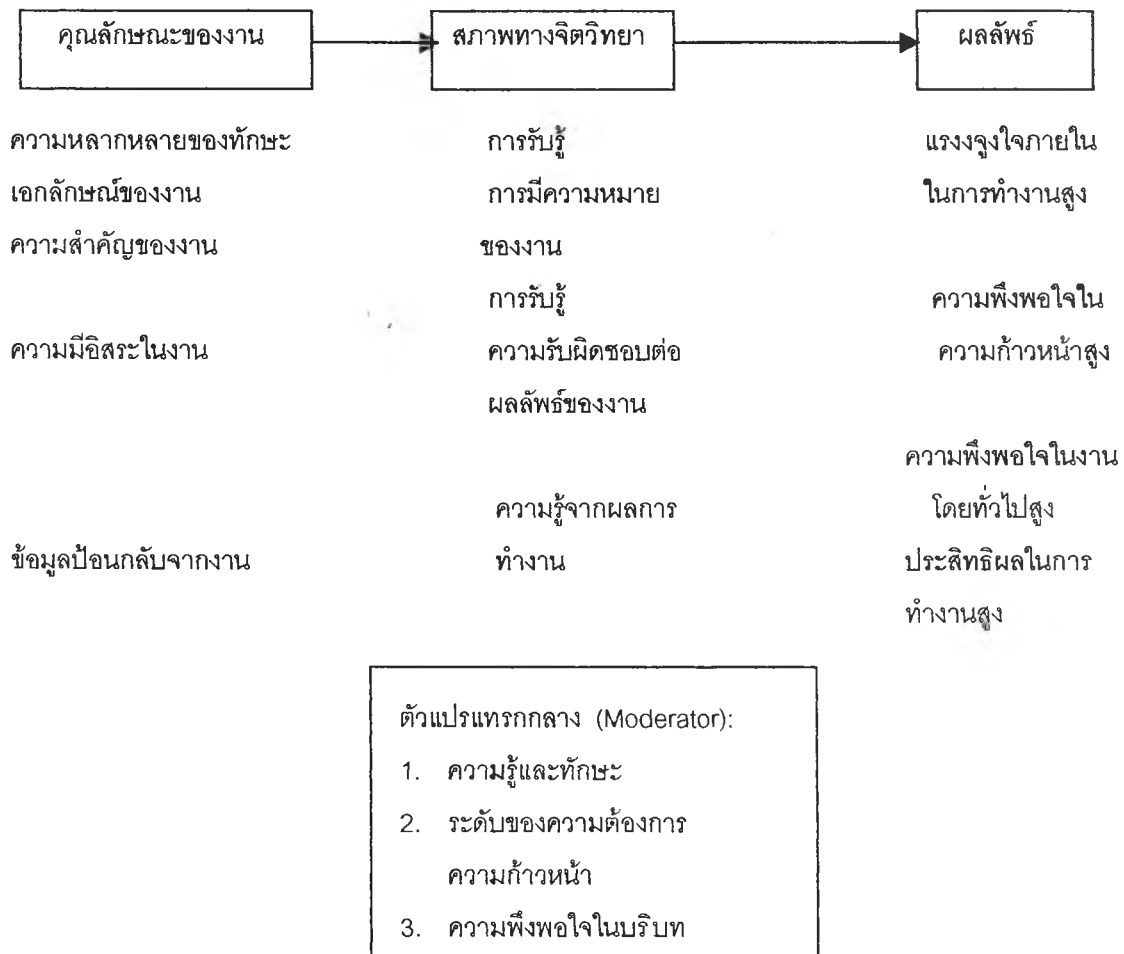 คุณลักษณะของงาน
สภาพทางจิตวิทยา
ผลลัพธ์
ความหลากหลายของทักษะ
การรับรู้
แรงงจูงใจภายใน
เอกลักษณ์ของงาน
การมีความหมาย
ในการทำงานสูง
ความสำคัญของงาน
ของงาน
การรับรู้
ความพึงพอใจใน
ความมีอิสระในงาน
ความรับผิดชอบต่อ
ความก้าวหน้าสูง
ผลลัพธ์ของงาน
ความพึงพอใจในงาน
ความรู้จากผลการ
โดยทั่วไปสูง
ข้อมูลป้อนกลับจากงาน
ทำงาน
ประสิทธิผลในการ
ทำงานสูง
ตัวแปรแทรกกลาง (Moderator):
1. ความรู้และทักษะ
2. ระดับของความต้องการ
ความก้าวหน้า
3. ความพึงพอใจในบริบท